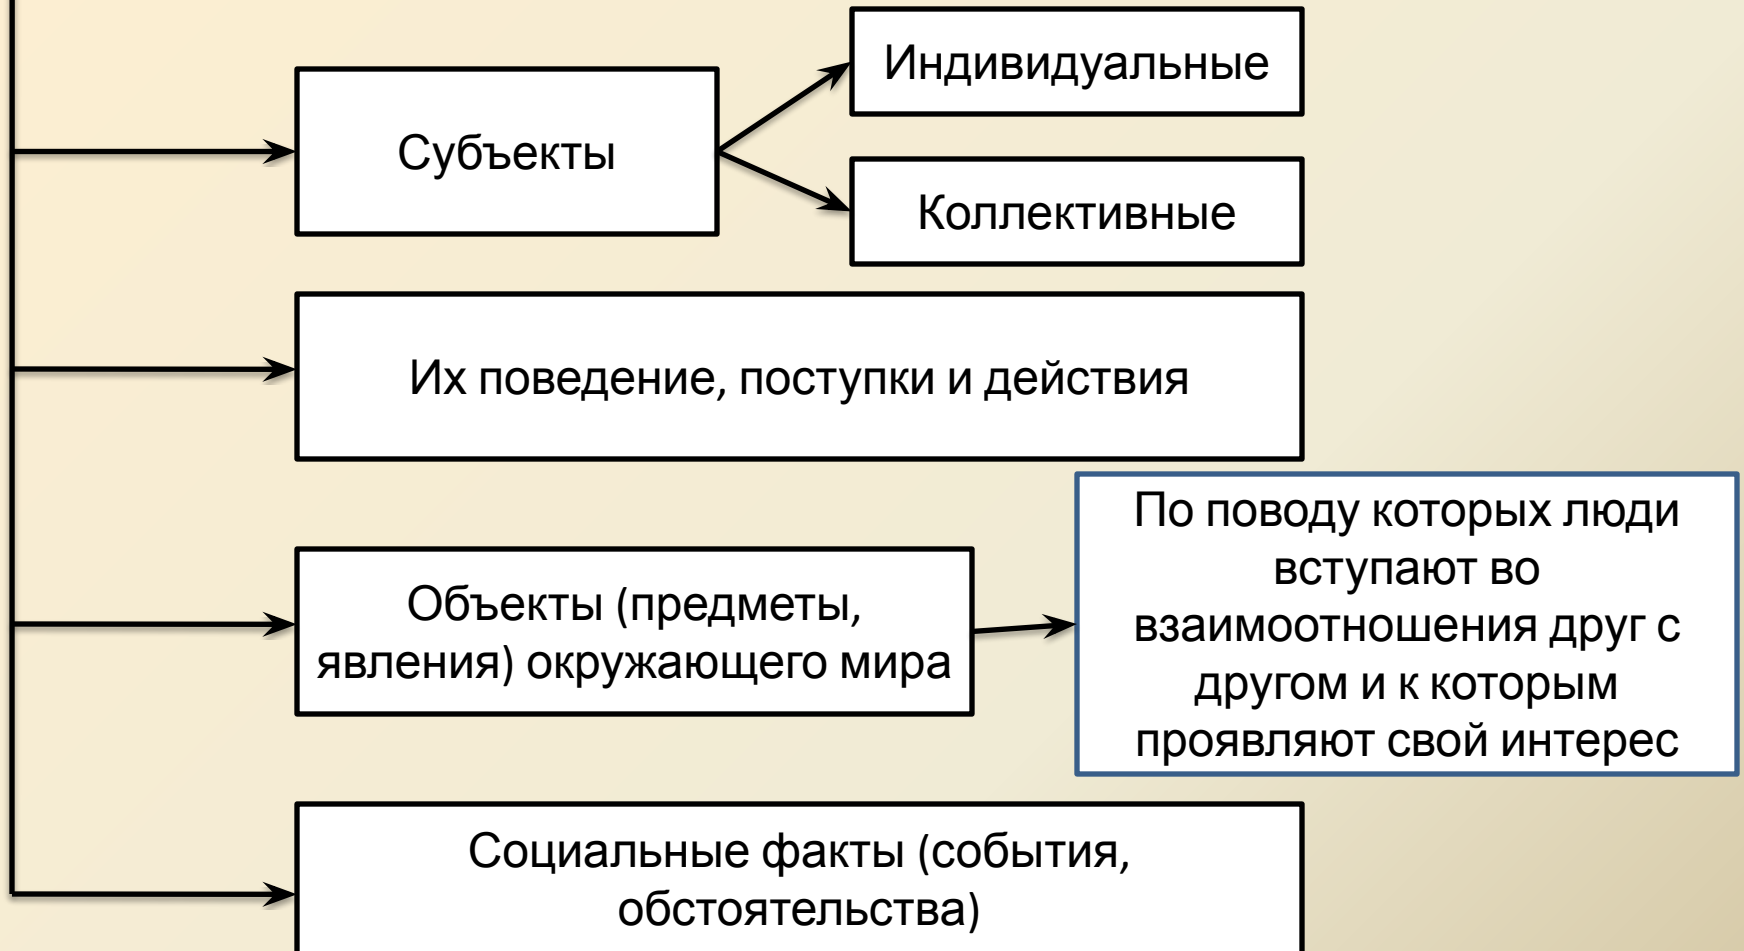 Индивидуальные
Субъекты
Коллективные
Их поведение, поступки и действия
Объекты (предметы,
явления) окружающего мира
По поводу которых люди
вступают во
взаимоотношения друг с
другом и к которым
проявляют свой интерес
Социальные факты (события,
обстоятельства)